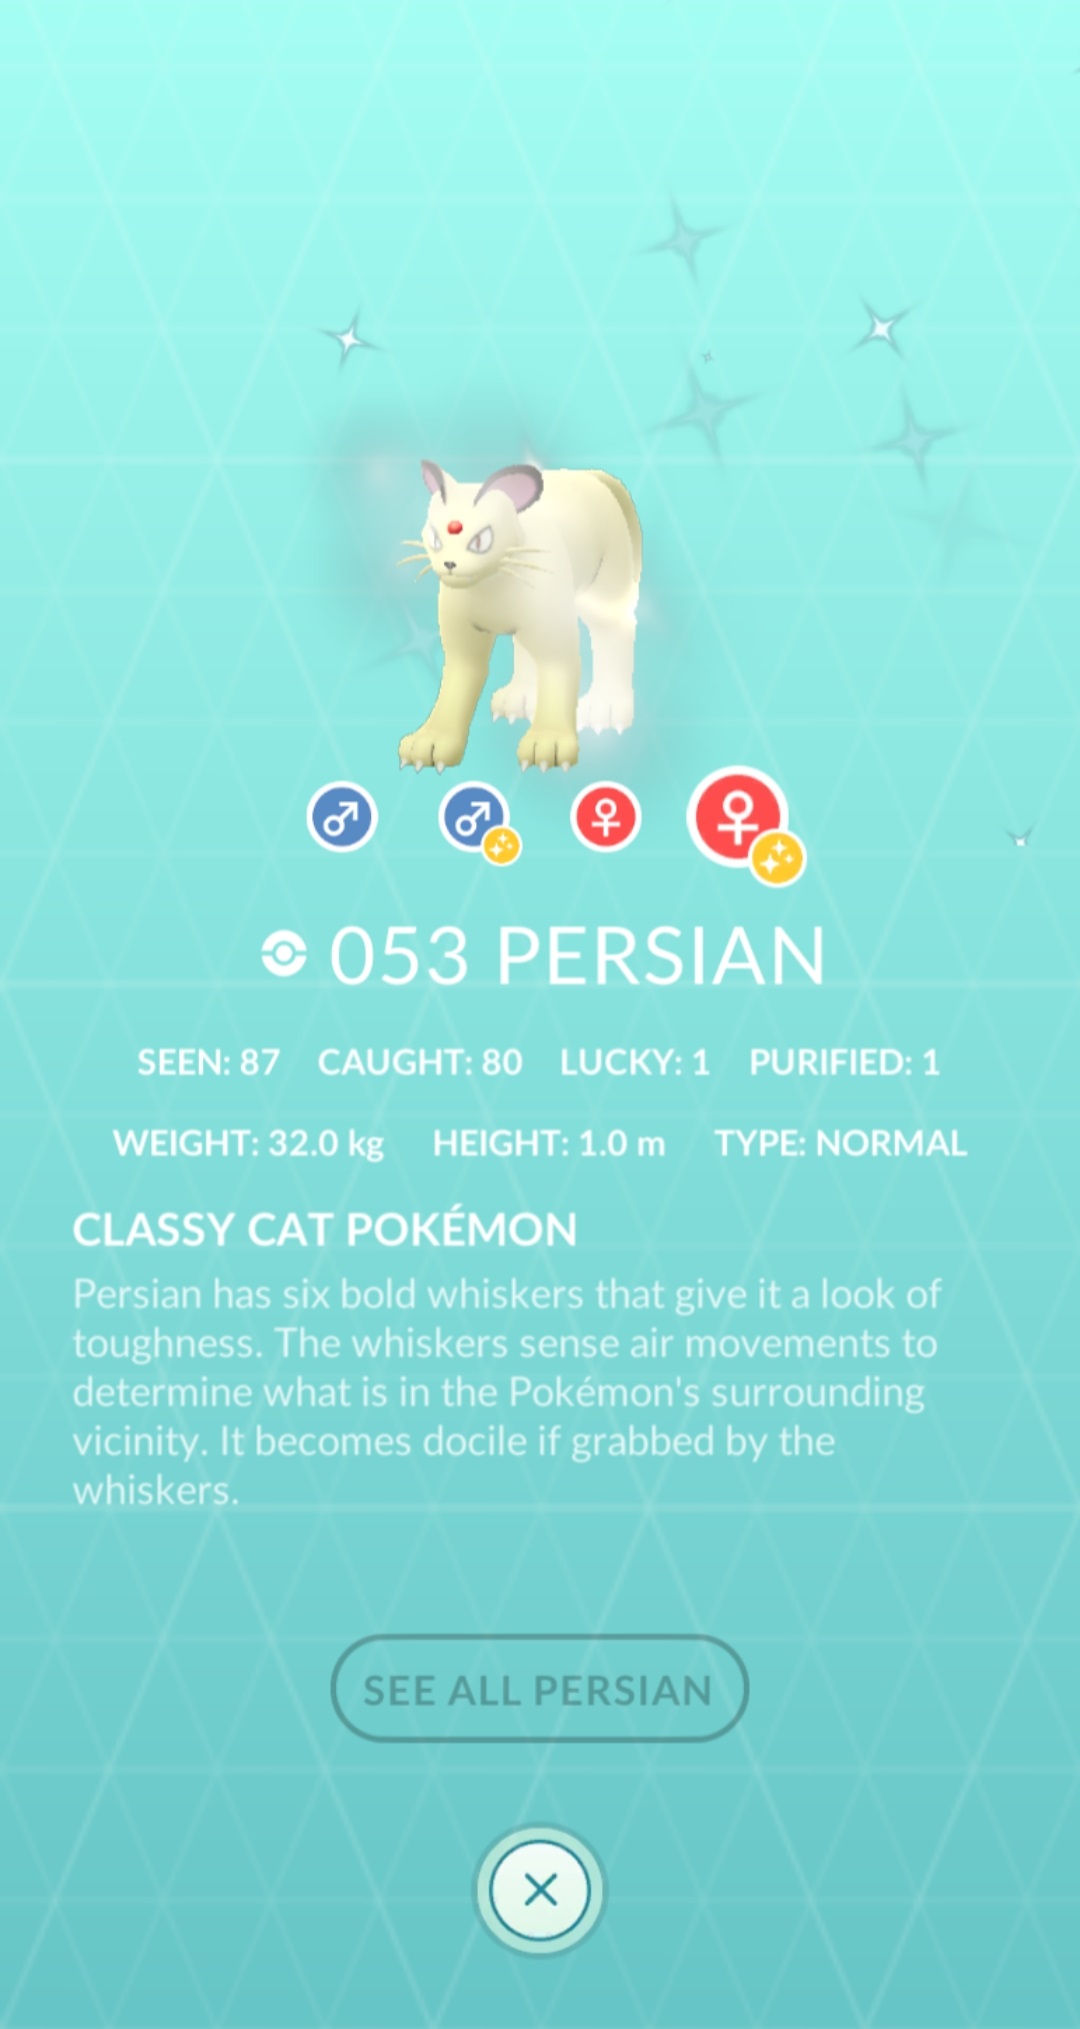 053 PERSIAN
SEEN: 87 CAUGHT: 80 LUCKY: 1 PURIFIED: 1
WEIGHT: 32.0 kg HEIGHT: 1.0 m TYPE: NORMAL
CLASSY CAT POKÉMON
Persian has six bold whiskers that give it a look of
toughness. The whiskers sense air movements to
determine what is in the Pokémon's surrounding
vicinity. It becomes docile if grabbed by the
whiskers.
SEE ALL PERSIAN